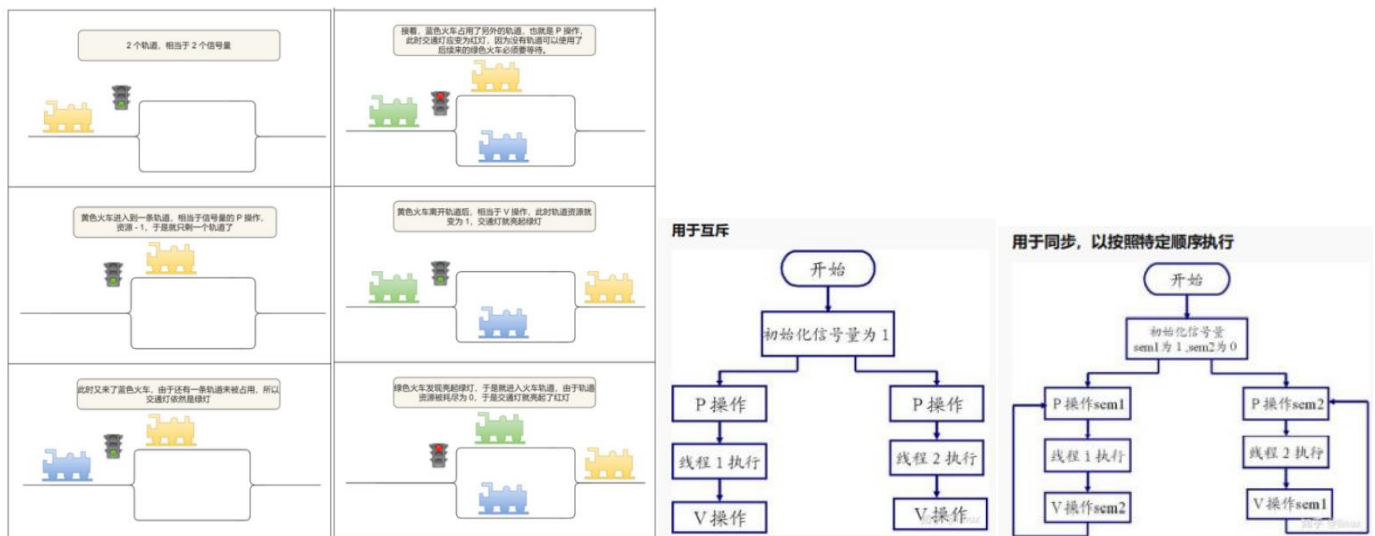 2 个轨道，相当于 2 个信号量
黄色火车进入到一条轨道，相当于信号量的 P 操作，
资源 - 1，于是就只剩一个轨道了
此时又来了蓝色火车，由于还有一条轨道未被占用，所以
交通灯依然是绿灯
接着，蓝色火车占用了另外的轨道，也就是 P 操作，
此时交通灯应变为红灯，因为没有轨道可以使用了
后续来的绿色火车必须要等待。
黄色火车离开轨道后，相当于 V 操作，此时轨道资源就
变为 1，交通灯就亮起绿灯
绿色火车发现亮起绿灯，于是就进入火车轨道，由于轨道
资源被耗尽为 0，于是交通灯就亮起了红灯
用于互斥
开始
初始化信号量为 1
P 操作
P 操作
线程 1 执行
线程 2 执行
V 操作
V 操作
用于同步，以按照特定顺序执行
开始
初始化信号量
sem1为 1 ,sem2为 0
P 操作sem1
P 操作sem2
线程 1 执行
线程 2 执行
V 操作sem2
V 操作sem1